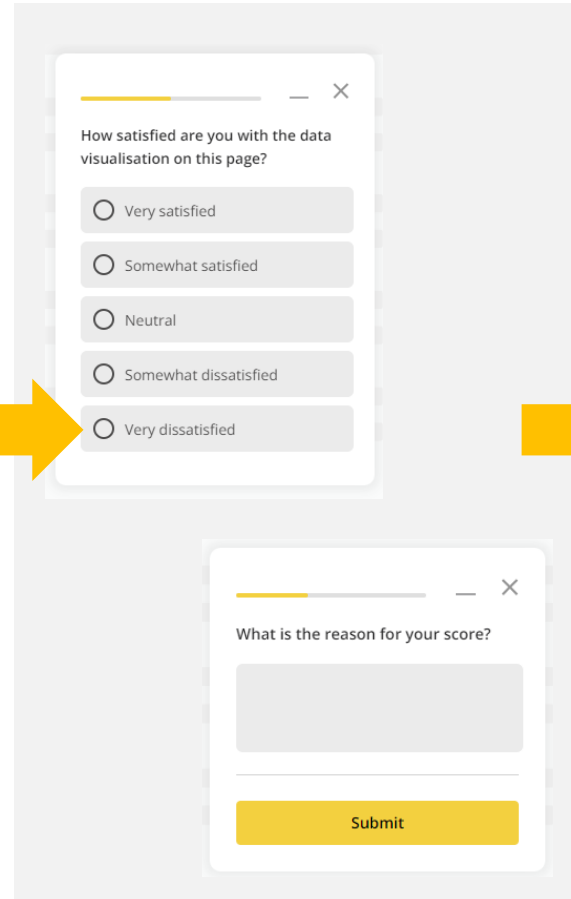 How satisfied are you with the data
visualisation on this page?
Very satisfied
Somewhat satisfied
Neutral
Somewhat dissatisfied
Very dissatisfied
What is the reason for your score?
Submit